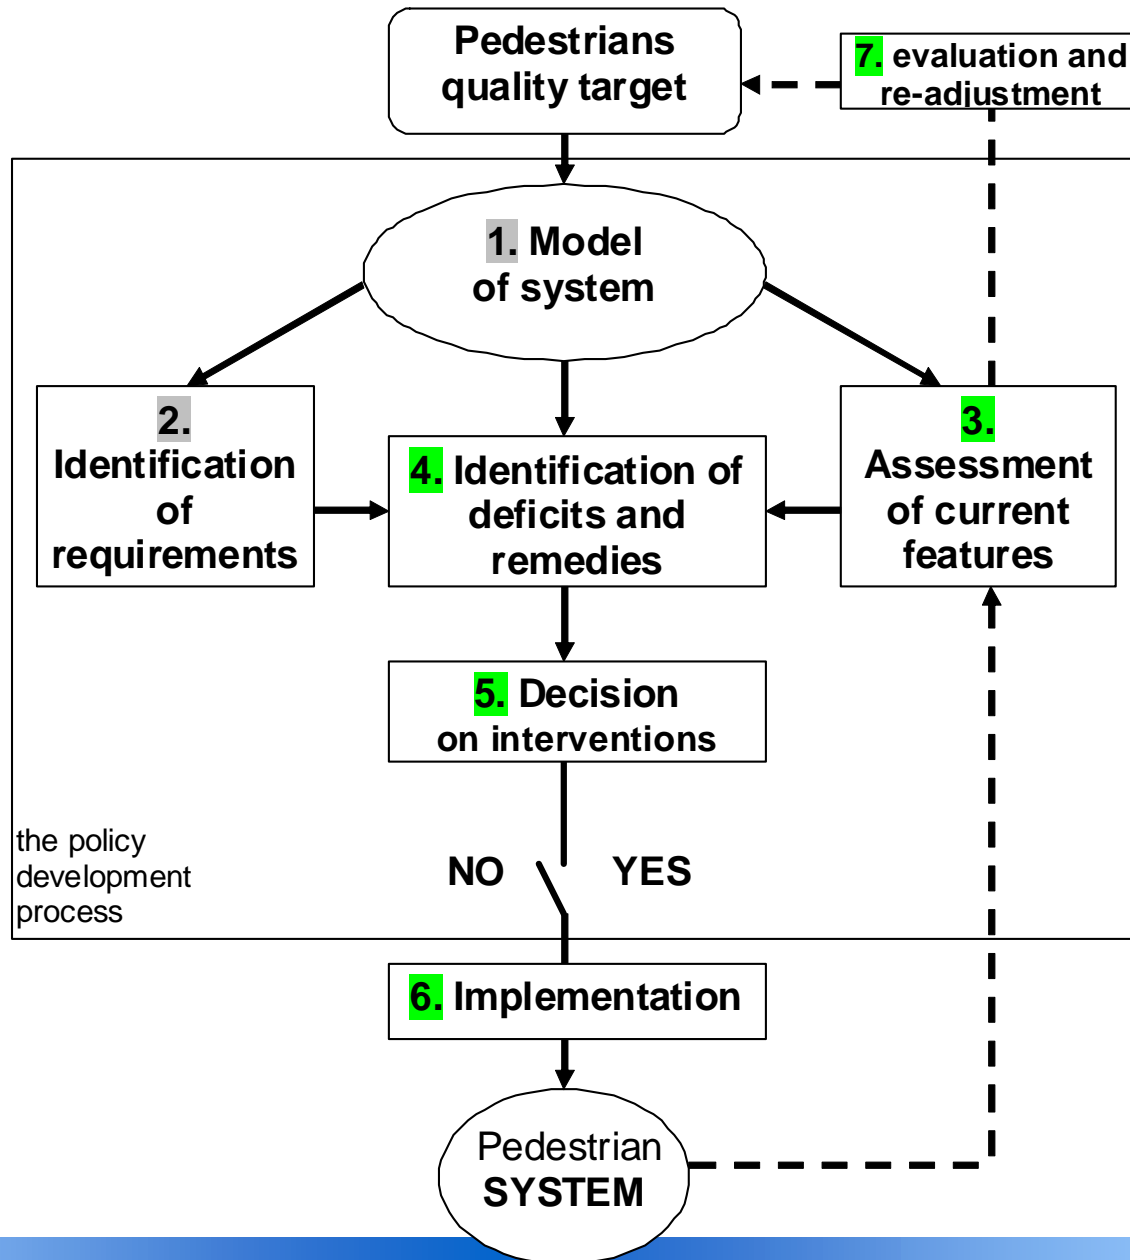 Pedestrians
quality target
7. evaluation and
re-adjustment
1. Model
of system
2.
Identification
of
requirements
4. Identification of
deficits and
remedies
3.
Assessment
of current
features
5. Decision
on interventions
the policy
development
process
NO YES
6. Implementation
Pedestrian
SYSTEM